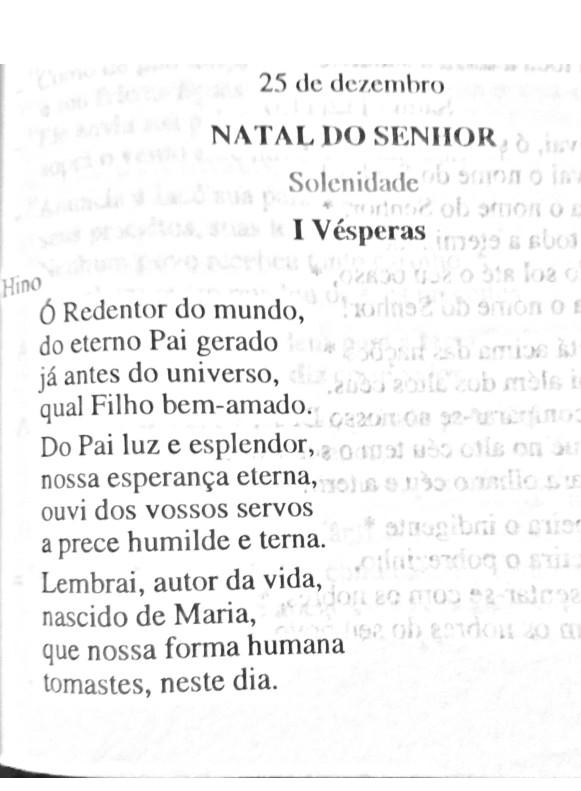 25 de dezembro
NATAL DO SENHOR
Solenidade
I Vésperas
Hino
Ó Redentor do mundo,
do eterno Pai gerado
já antes do universo,
qual Filho bem-amado.
Do Pai luz e esplendor,
nossa esperança eterna,
ouvi dos vossos servos
a prece humilde e terna.
Lembrai, autor da vida,
nascido de Maria,
que nossa forma humana
tomastes, neste dia.